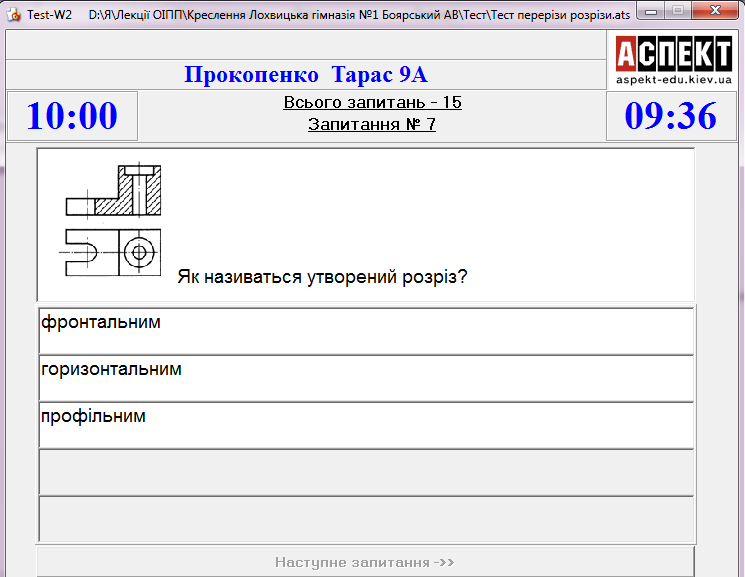 Test-W2 D:\Я\Лекції ОІПП\Креслення Лохвицька гімназія №1 Боярський АВ\Тест\Тест перерізи розрізи.ats
АСПЕКТ
aspekt-edu.kiev.ua
Прокопенко Тарас 9А
10:00
Всього запитань - 15
Запитання № 7
09:36
Як називаться утворений розріз?
фронтальним
горизонтальним
профільним
Наступне запитання ->>